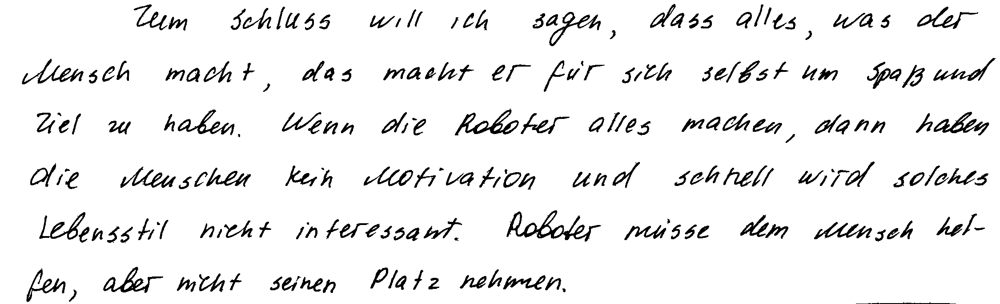 Zum Schluss will ich sagen, dass alles, was der
Mensch macht, das macht er für sich selbst um Spaß und
Ziel zu haben. Wenn die Roboter alles machen, dann haben
die Menschen kein Motivation und schnell wird solches
Lebensstil nicht interessant. Roboter müsse dem Mensch hel-
fen, aber nicht seinen Platz nehmen.